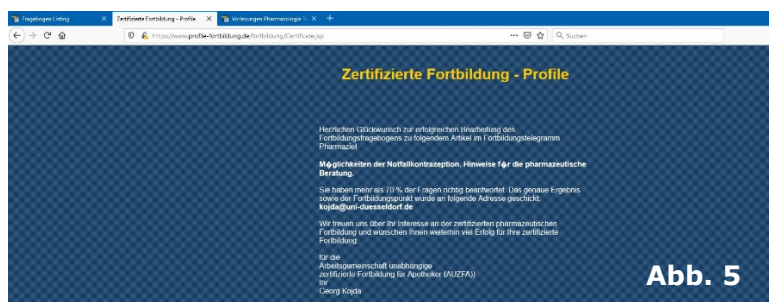 Fragebogen Listing
Zertifizierte Fortbildung - Profile
Vorlesungen Pharmakologie
https://www.profile-fortbildung.de/fortbildung/Certificate.jsp
Suchen
Zertifizierte Fortbildung - Profile
Herzlichen Glückwunsch zur erfolgreichen Bearbeitung des
Fortbildungsfragebogens zu folgendem Artikel im Fortbildungstelegramm
Pharmazie!
M�glichkeiten der Notfallkontrazeption. Hinweise f�r die pharmazeutische
Beratung.
Sie haben mehr als 70 % der Fragen richtig beantwortet. Das genaue Ergebnis
sowie der Fortbildungspunkt wurde an folgende Adresse geschickt:
kojda@uni-duesseldorf.de
Wir freuen uns über Ihr Interesse an der zertifizierten pharmazeutischen
Fortbildung und wünschen Ihnen weiterhin viel Erfolg für Ihre zertifizierte
Fortbildung.
für die
Arbeitsgemeinschaft unabhängige
zertifizierte Fortbildung für Apotheker (AUZFA))
Ihr
Georg Kojda
Abb. 5